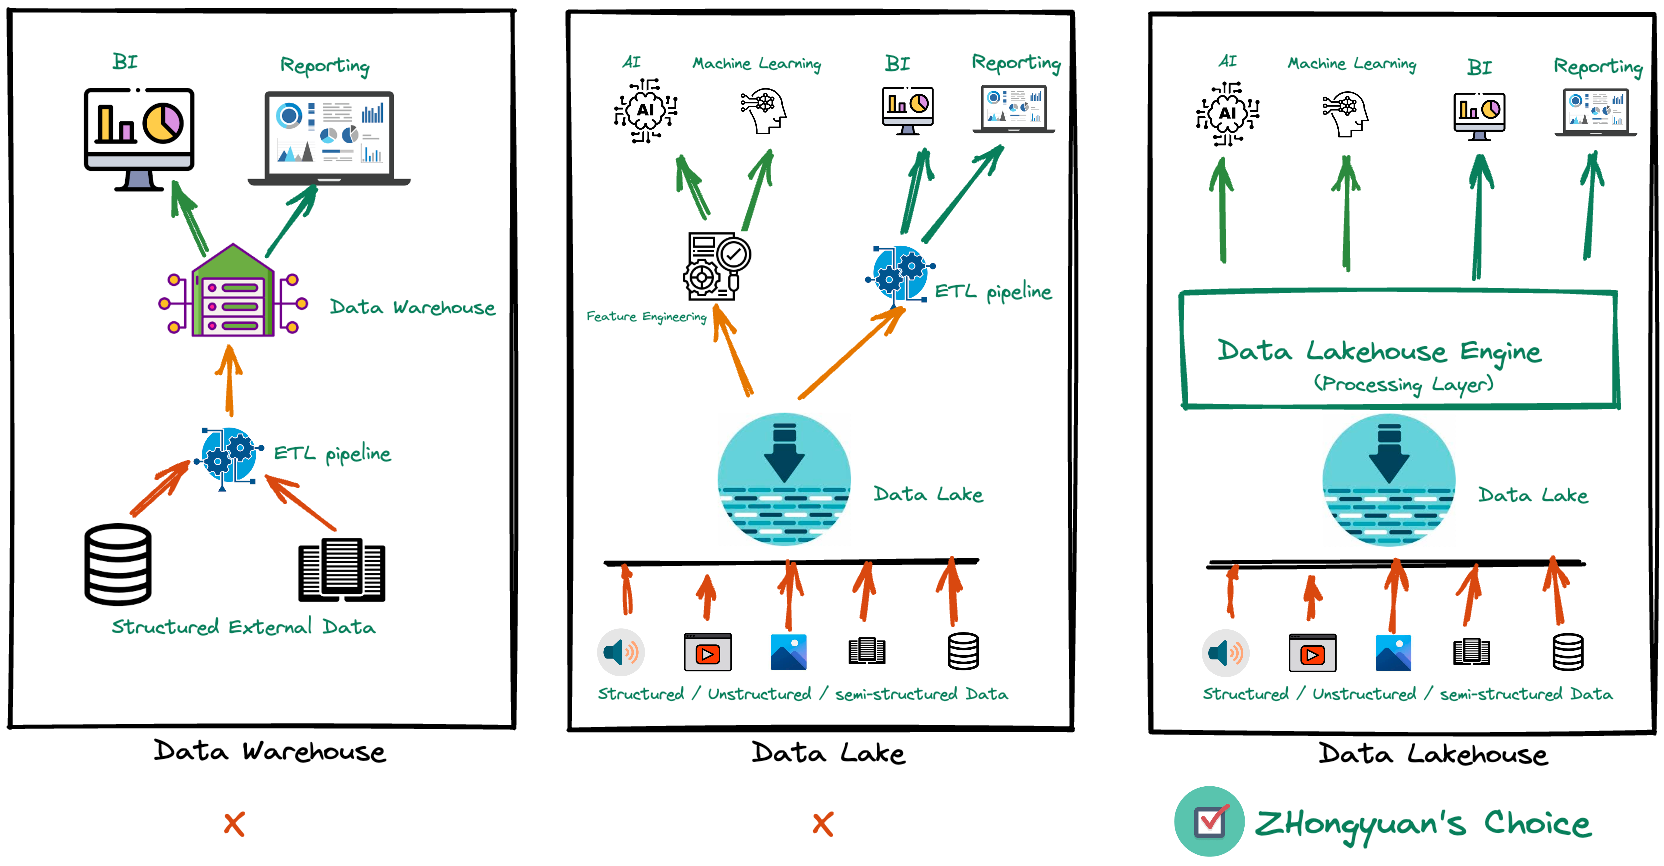 BI
Reporting
Data Warehouse
ETL pipeline
Structured External Data
Data Warehouse
x
AI
Machine Learning
BI
Reporting
AI
Feature Engineering
ETL pipeline
Data Lake
Structured / Unstructured / semi-structured Data
Data Lake
x
AI
Machine Learning
BI
Reporting
AI
Data Lakehouse Engine
(Processing Layer)
Data Lake
Structured / Unstructured / semi-structured Data
Data Lakehouse
ZHongyuan's Choice